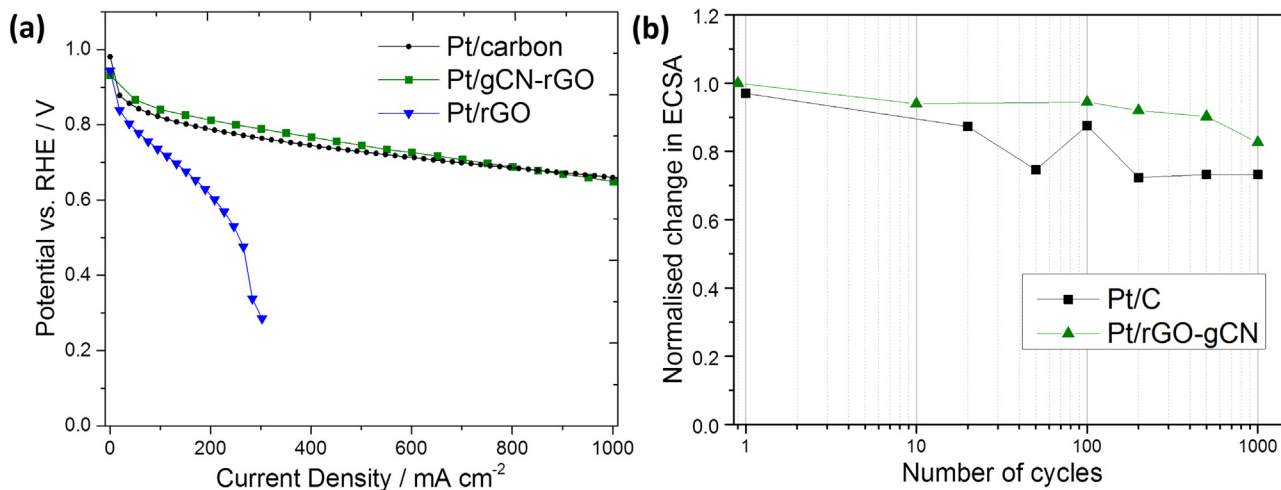 (a)
Pt/carbon
Pt/gCN-rGO
Pt/rGO
Potential vs. RHE / V
1.0
0.8
0.6
0.4
0.2
0.0
0
200
400
600
800
1000
Current Density / mA cm⁻²
(b)
Normalised change in ECSA
1.2
1.0
0.8
0.6
0.4
0.2
0.0
Pt/C
Pt/rGO-gCN
1
10
100
1000
Number of cycles